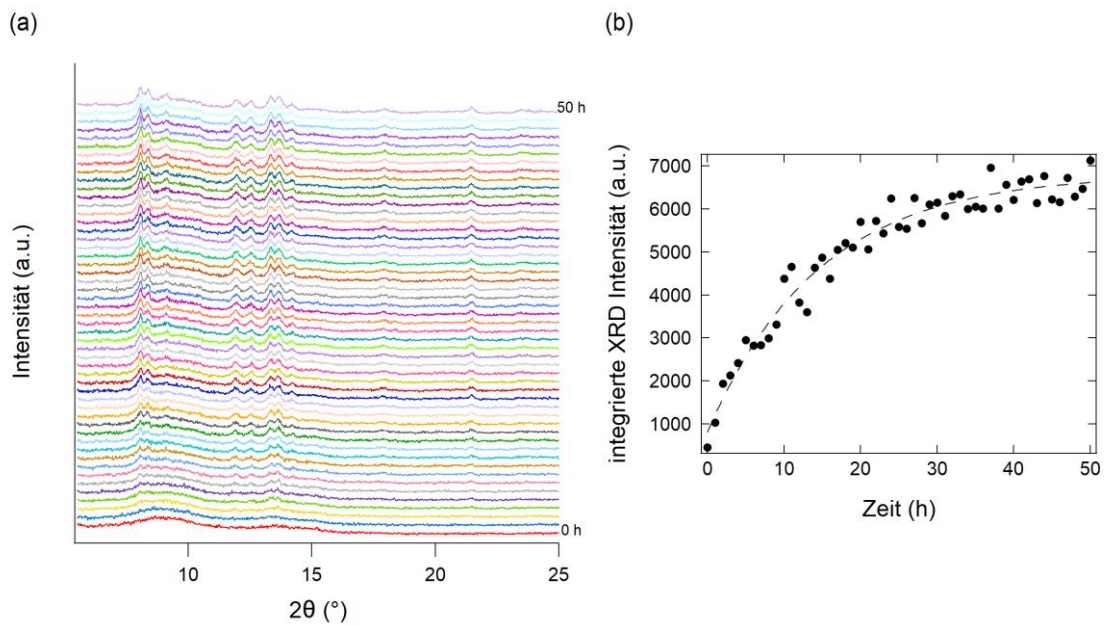 (a)
(b)
50 h
0 h
Intensität (a.u.)
10
15
20
25
2θ (°)
integrierte XRD Intensität (a.u.)
7000
6000
5000
4000
3000
2000
1000
0
10
20
30
40
50
Zeit (h)